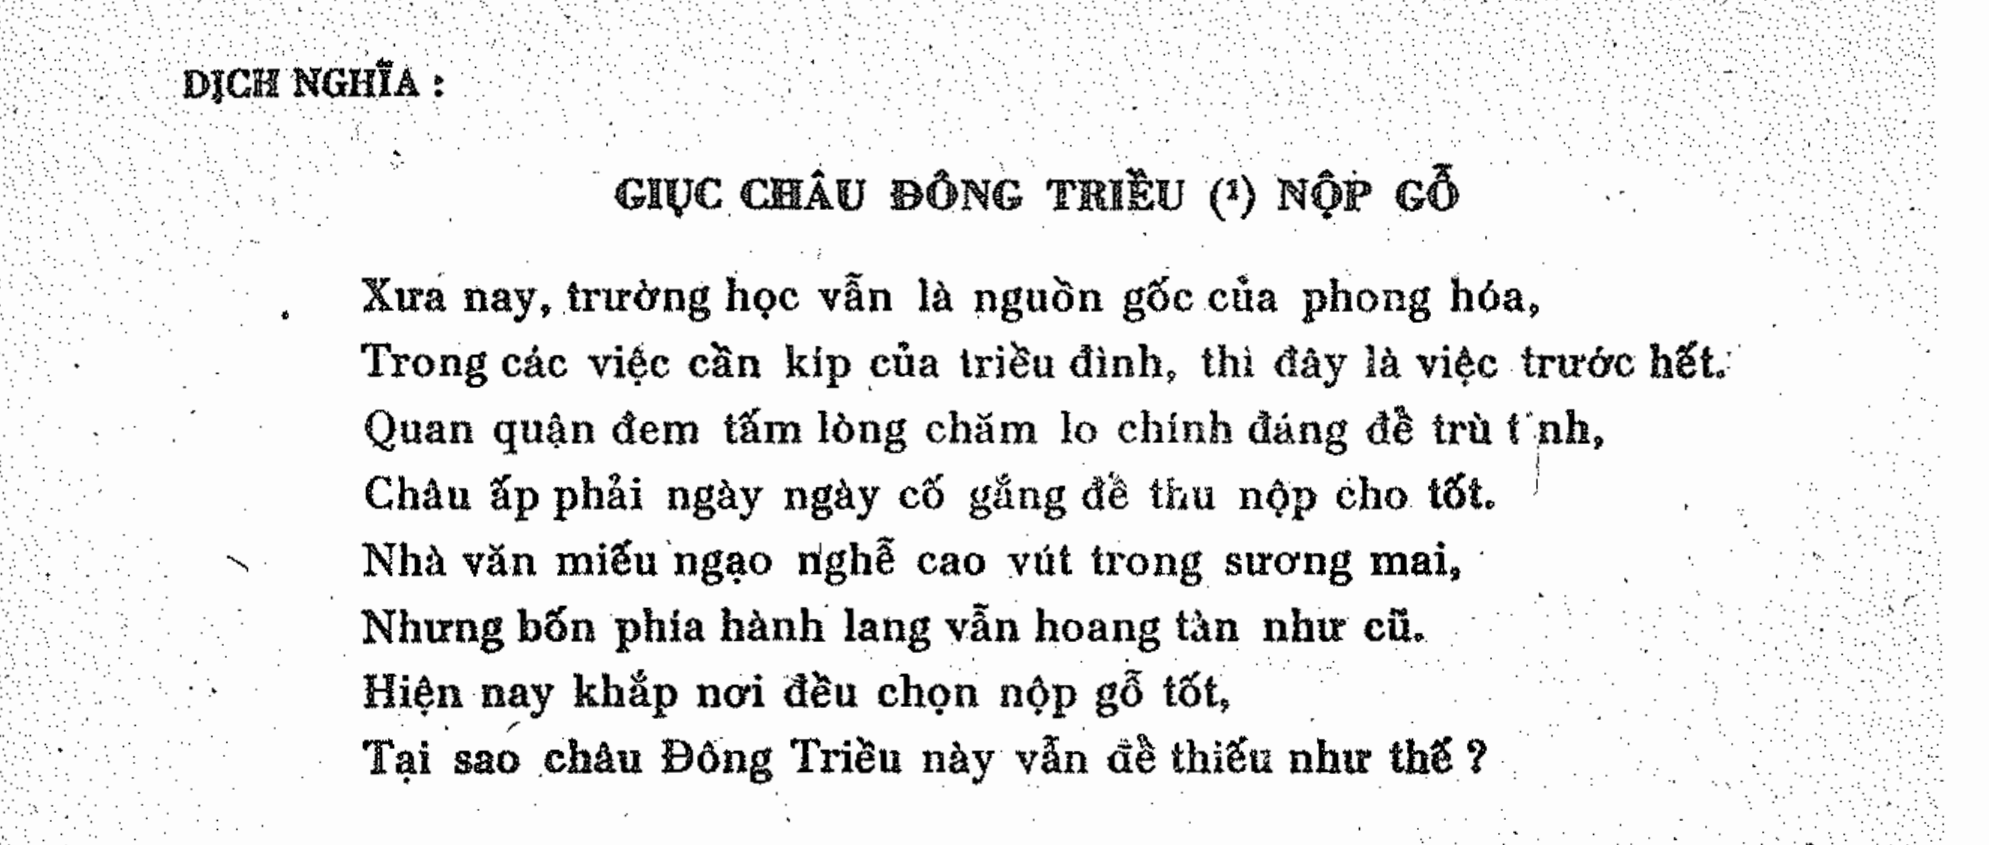 DỊCH NGHĨA :
GIỤC CHÂU ĐÔNG TRIỀU (¹) NỘP GỖ
Xưa nay, trường học vẫn là nguồn gốc của phong hóa,
Trong các việc cần kíp của triều đình, thì đây là việc trước hết.
Quan quận đem tấm lòng chăm lo chính đáng để trù tính,
Châu ấp phải ngày ngày cố gắng để thu nộp cho tốt.
Nhà văn miếu ngạo nghễ cao vút trong sương mai,
Nhưng bốn phía hành lang vẫn hoang tàn như cũ.
Hiện nay khắp nơi đều chọn nộp gỗ tốt,
Tại sao châu Đông Triều này vẫn để thiếu như thế ?